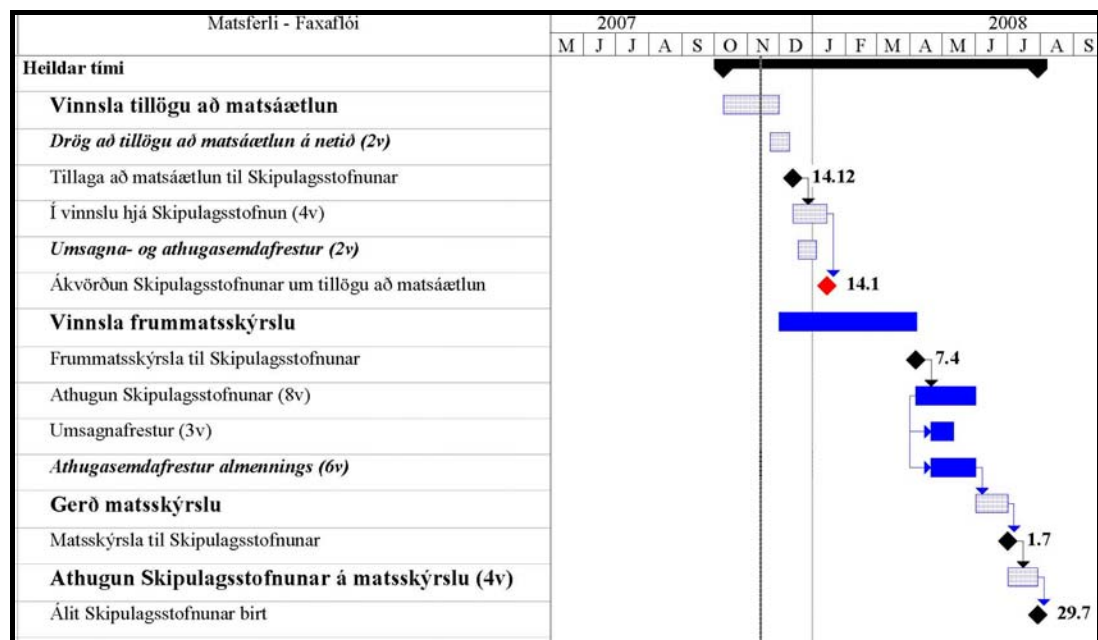 Matsferli - Faxaflói
2007 2008
M J J A S O N D J F M A M J J A S
Heildar tími
Vinnsla tillögu að matsáætlun
Drög að tillögu að matsáætlun á netið (2v)
Tillaga að matsáætlun til Skipulagsstofnunar 14.12
Í vinnslu hjá Skipulagsstofnun (4v)
Umsagna- og athugasemdafrestur (2v)
Ákvörðun Skipulagsstofnunar um tillögu að matsáætlun 14.1
Vinnsla frummatsskýrslu
Frummatsskýrsla til Skipulagsstofnunar 7.4
Athugun Skipulagsstofnunar (8v)
Umsagnafrestur (3v)
Athugasemdafrestur almennings (6v)
Gerð matsskýrslu
Matsskýrsla til Skipulagsstofnunar 1.7
Athugun Skipulagsstofnunar á matsskýrslu (4v)
Álit Skipulagsstofnunar birt 29.7